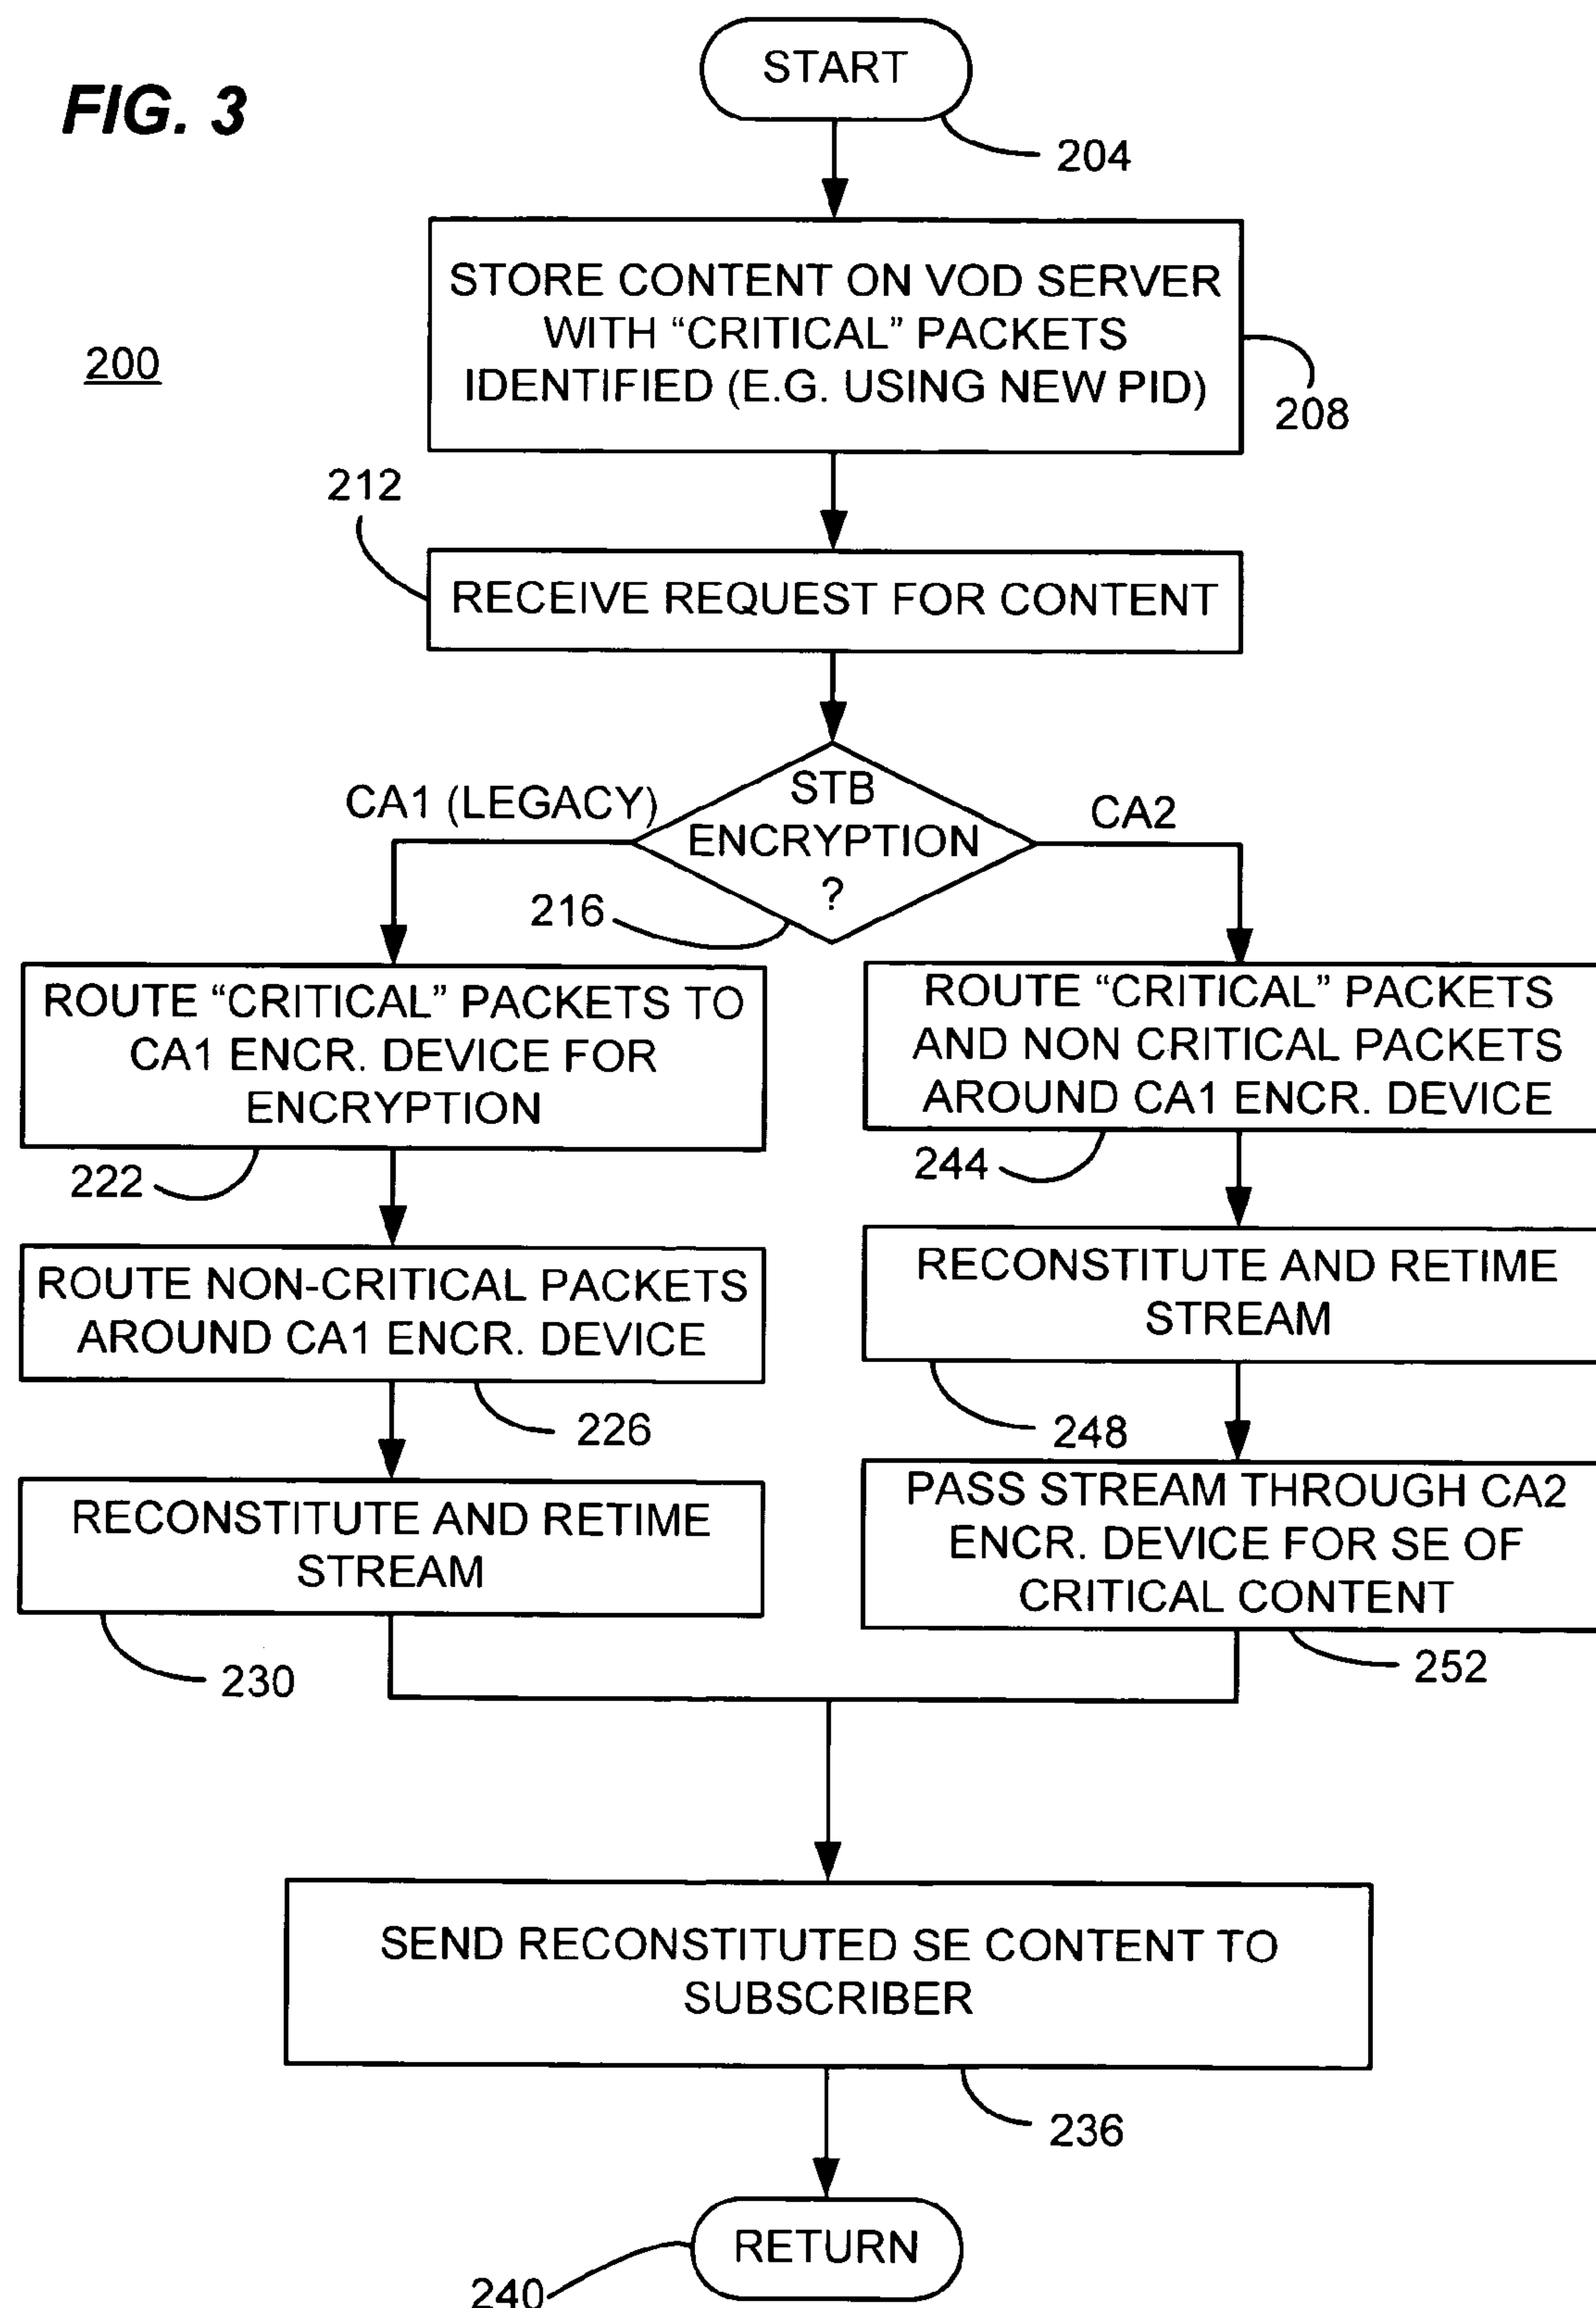 FIG. 3
START
204
200
STORE CONTENT ON VOD SERVER
WITH “CRITICAL” PACKETS
IDENTIFIED (E.G. USING NEW PID)
208
212
RECEIVE REQUEST FOR CONTENT
STB
ENCRYPTION
?
CA1 (LEGACY)
CA2
216
ROUTE “CRITICAL” PACKETS TO
CA1 ENCR. DEVICE FOR
ENCRYPTION
222
ROUTE NON-CRITICAL PACKETS
AROUND CA1 ENCR. DEVICE
226
RECONSTITUTE AND RETIME
STREAM
230
ROUTE “CRITICAL” PACKETS
AND NON CRITICAL PACKETS
AROUND CA1 ENCR. DEVICE
244
RECONSTITUTE AND RETIME
STREAM
248
PASS STREAM THROUGH CA2
ENCR. DEVICE FOR SE OF
CRITICAL CONTENT
252
SEND RECONSTITUTED SE CONTENT TO
SUBSCRIBER
236
RETURN
240